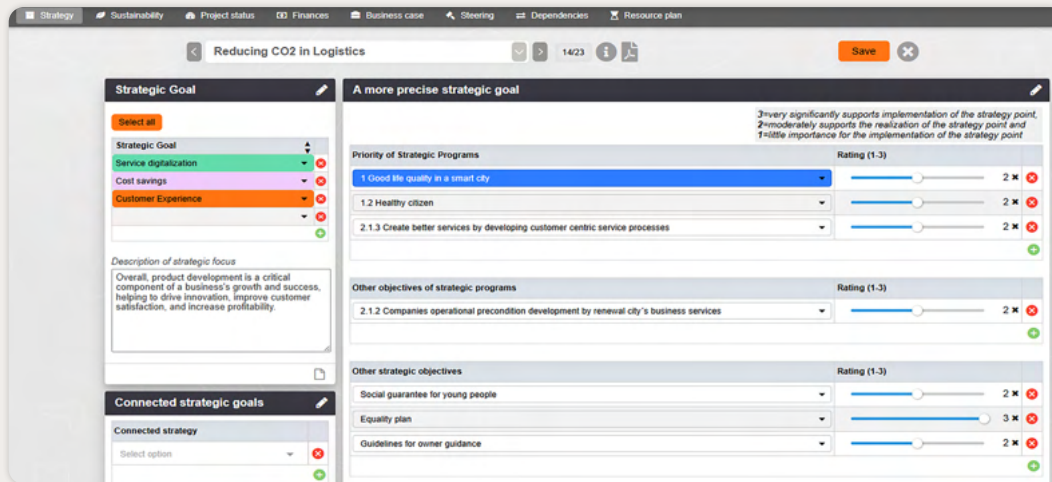 Strategy Sustainability Project status Finances Business case Steering Dependencies Resource plan
Reducing CO2 in Logistics 14/23 Save
Strategic Goal
Select all
Strategic Goal
Service digitalization
Cost savings
Customer Experience
Description of strategic focus
Overall, product development is a critical
component of a business's growth and success,
helping to drive innovation, improve customer
satisfaction, and increase profitability.
Connected strategic goals
Connected strategy
Select option
A more precise strategic goal
3=very significantly supports implementation of the strategy point,
2=moderately supports the realization of the strategy point and
1=little importance for the implementation of the strategy point
Priority of Strategic Programs Rating (1-3)
1 Good life quality in a smart city 2
1.2 Healthy citizen 2
2.1.3 Create better services by developing customer centric service processes 2
Other objectives of strategic programs Rating (1-3)
2.1.2 Companies operational precondition development by renewal city's business services 2
Other strategic objectives Rating (1-3)
Social guarantee for young people 2
Equality plan 3
Guidelines for owner guidance 2